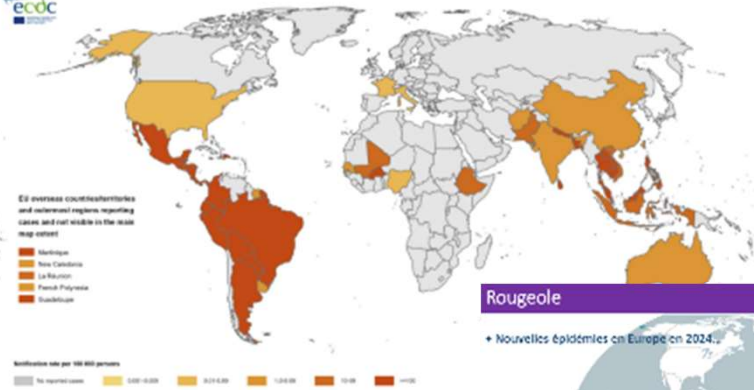 ecdc
EU overseas countries/territories
and outermost regions reporting
cases and not visible in the main
map extent
Martinique
New Caledonia
La Réunion
French Polynesia
Guadeloupe
Rougeole
+ Nouvelles épidémies en Europe en 2024..
Notification rate per 100 000 persons
No reported cases